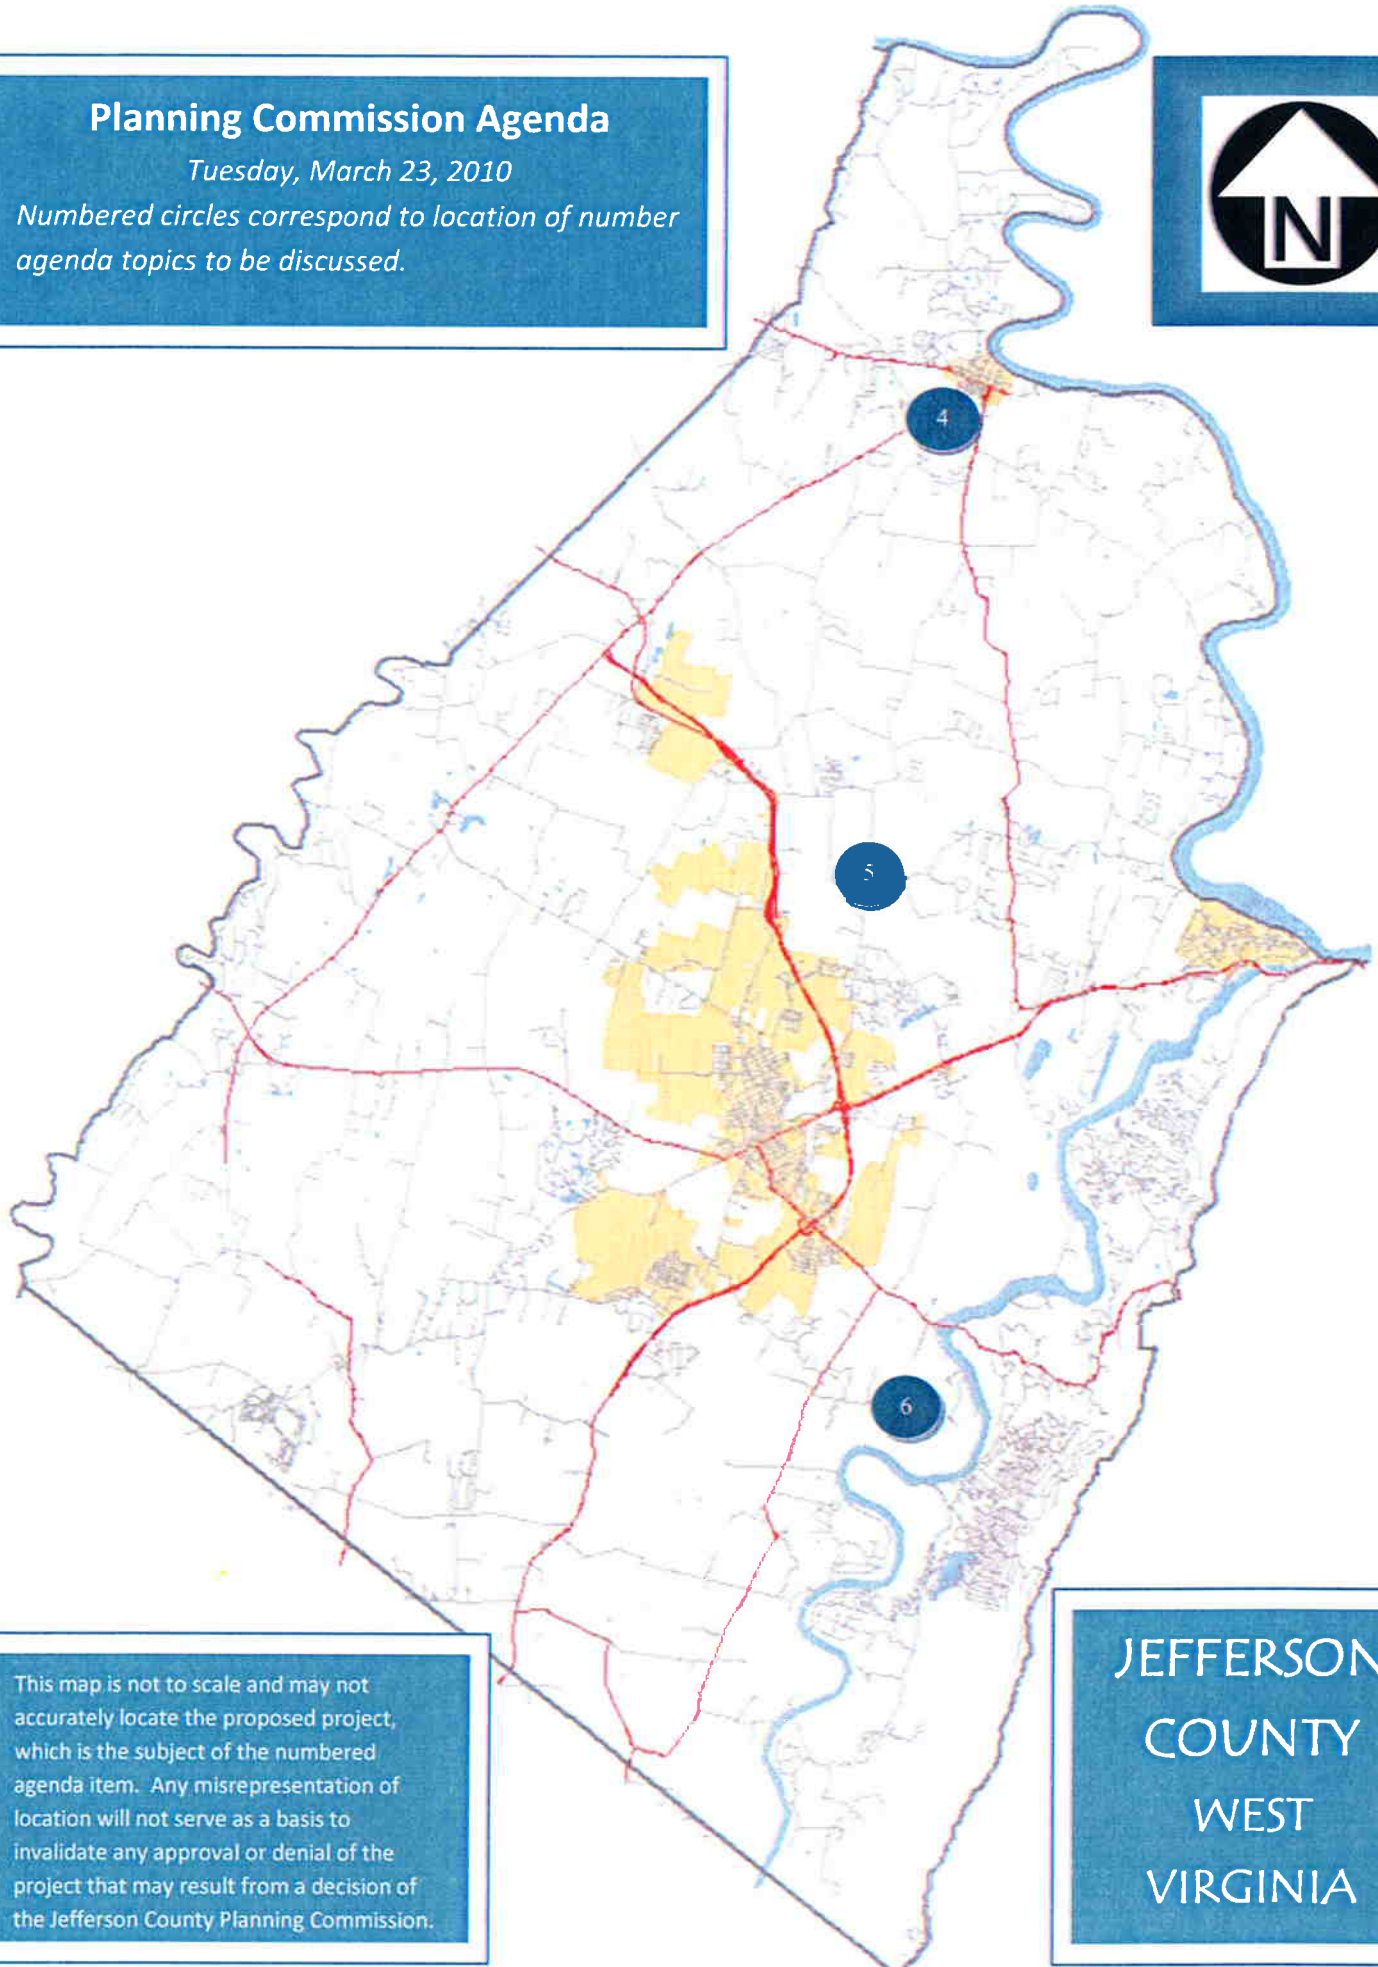 Planning Commission Agenda
Tuesday, March 23, 2010
Numbered circles correspond to location of number
agenda topics to be discussed.
N
4
5
6
This map is not to scale and may not
accurately locate the proposed project,
which is the subject of the numbered
agenda item. Any misrepresentation of
location will not serve as a basis to
invalidate any approval or denial of the
project that may result from a decision of
the Jefferson County Planning Commission.
JEFFERSON
COUNTY
WEST
VIRGINIA